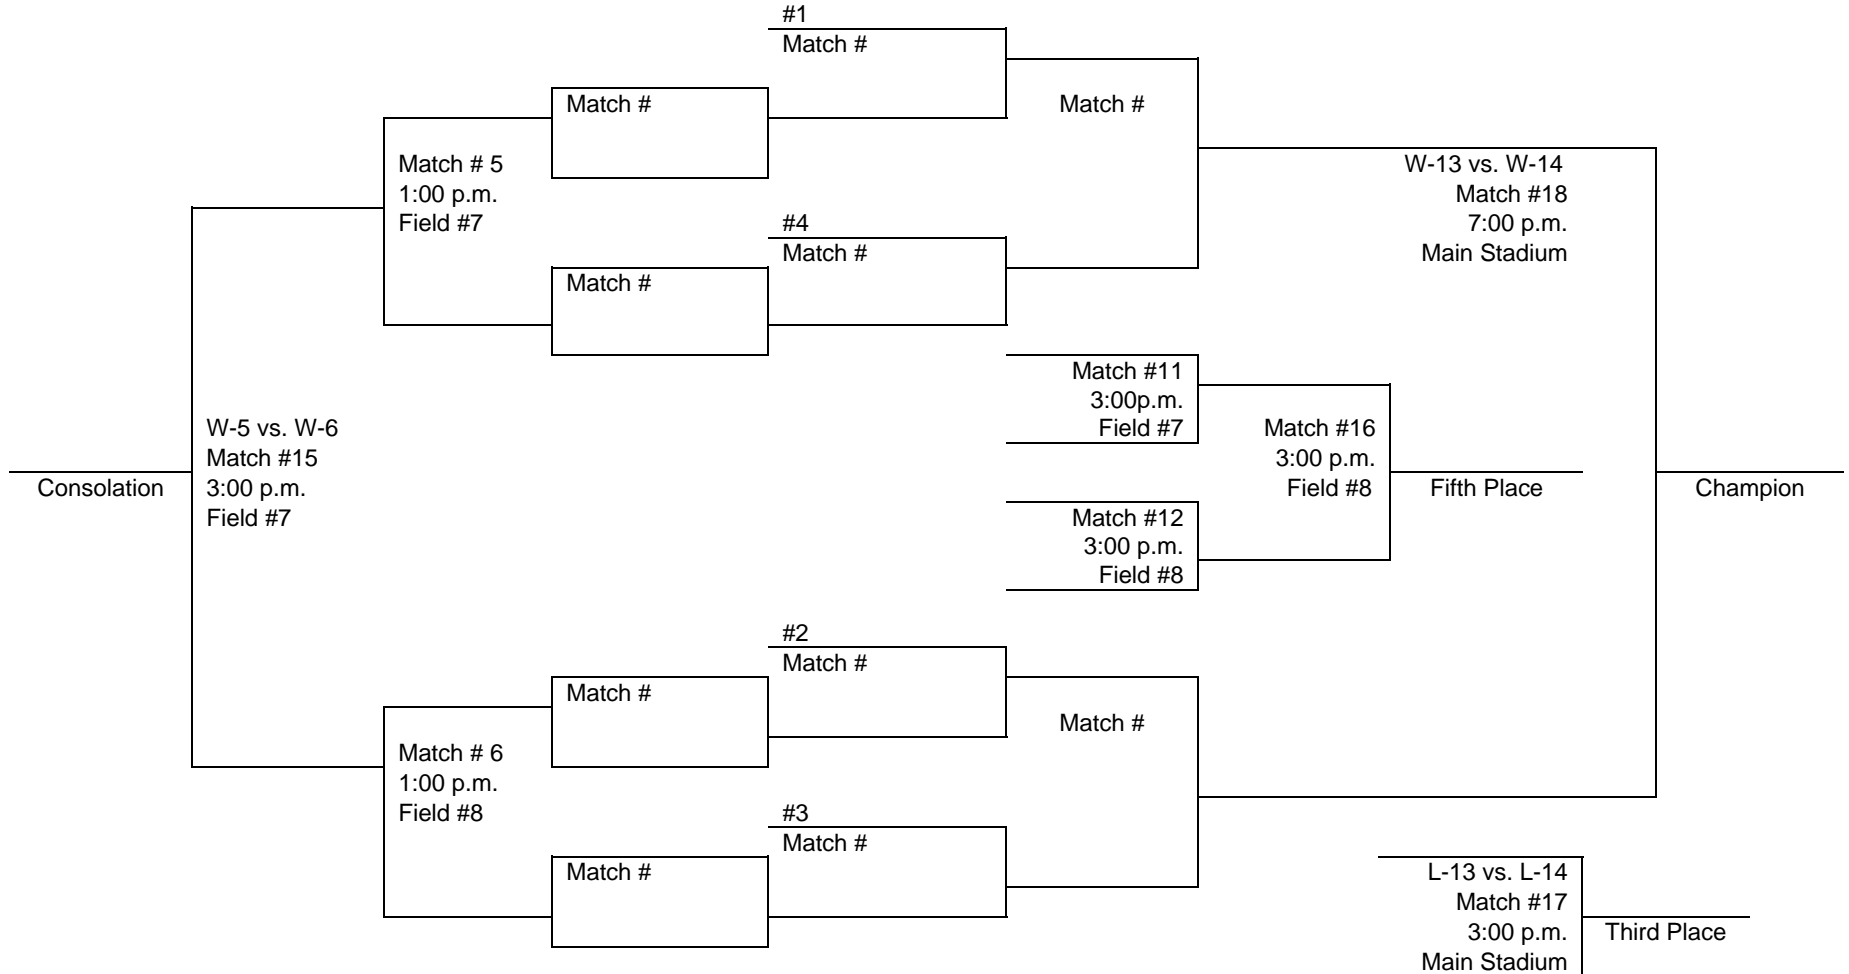 #1
Match #
Match #
Match #
Match # 5
1:00 p.m.
Field #7
W-13 vs. W-14
Match #18
7:00 p.m.
Main Stadium
#4
Match #
Match #
Match #11
3:00p.m.
Field #7
W-5 vs. W-6
Match #15
3:00 p.m.
Field #7
Consolation
Match #16
3:00 p.m.
Field #8
Fifth Place
Champion
Match #12
3:00 p.m.
Field #8
#2
Match #
Match #
Match #
Match # 6
1:00 p.m.
Field #8
#3
Match #
Match #
L-13 vs. L-14
Match #17
3:00 p.m.
Main Stadium
Third Place